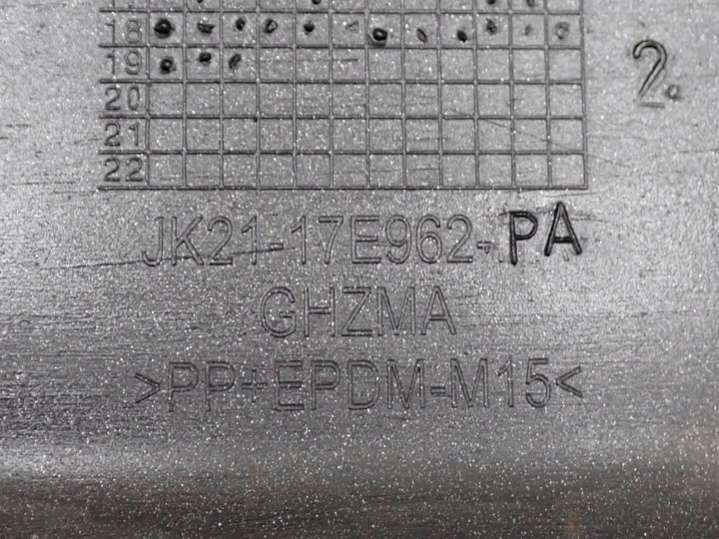 18
19
2.
20
21
22
JK21-17E962-PA
GHZMA
>PP+EPDM-M15<